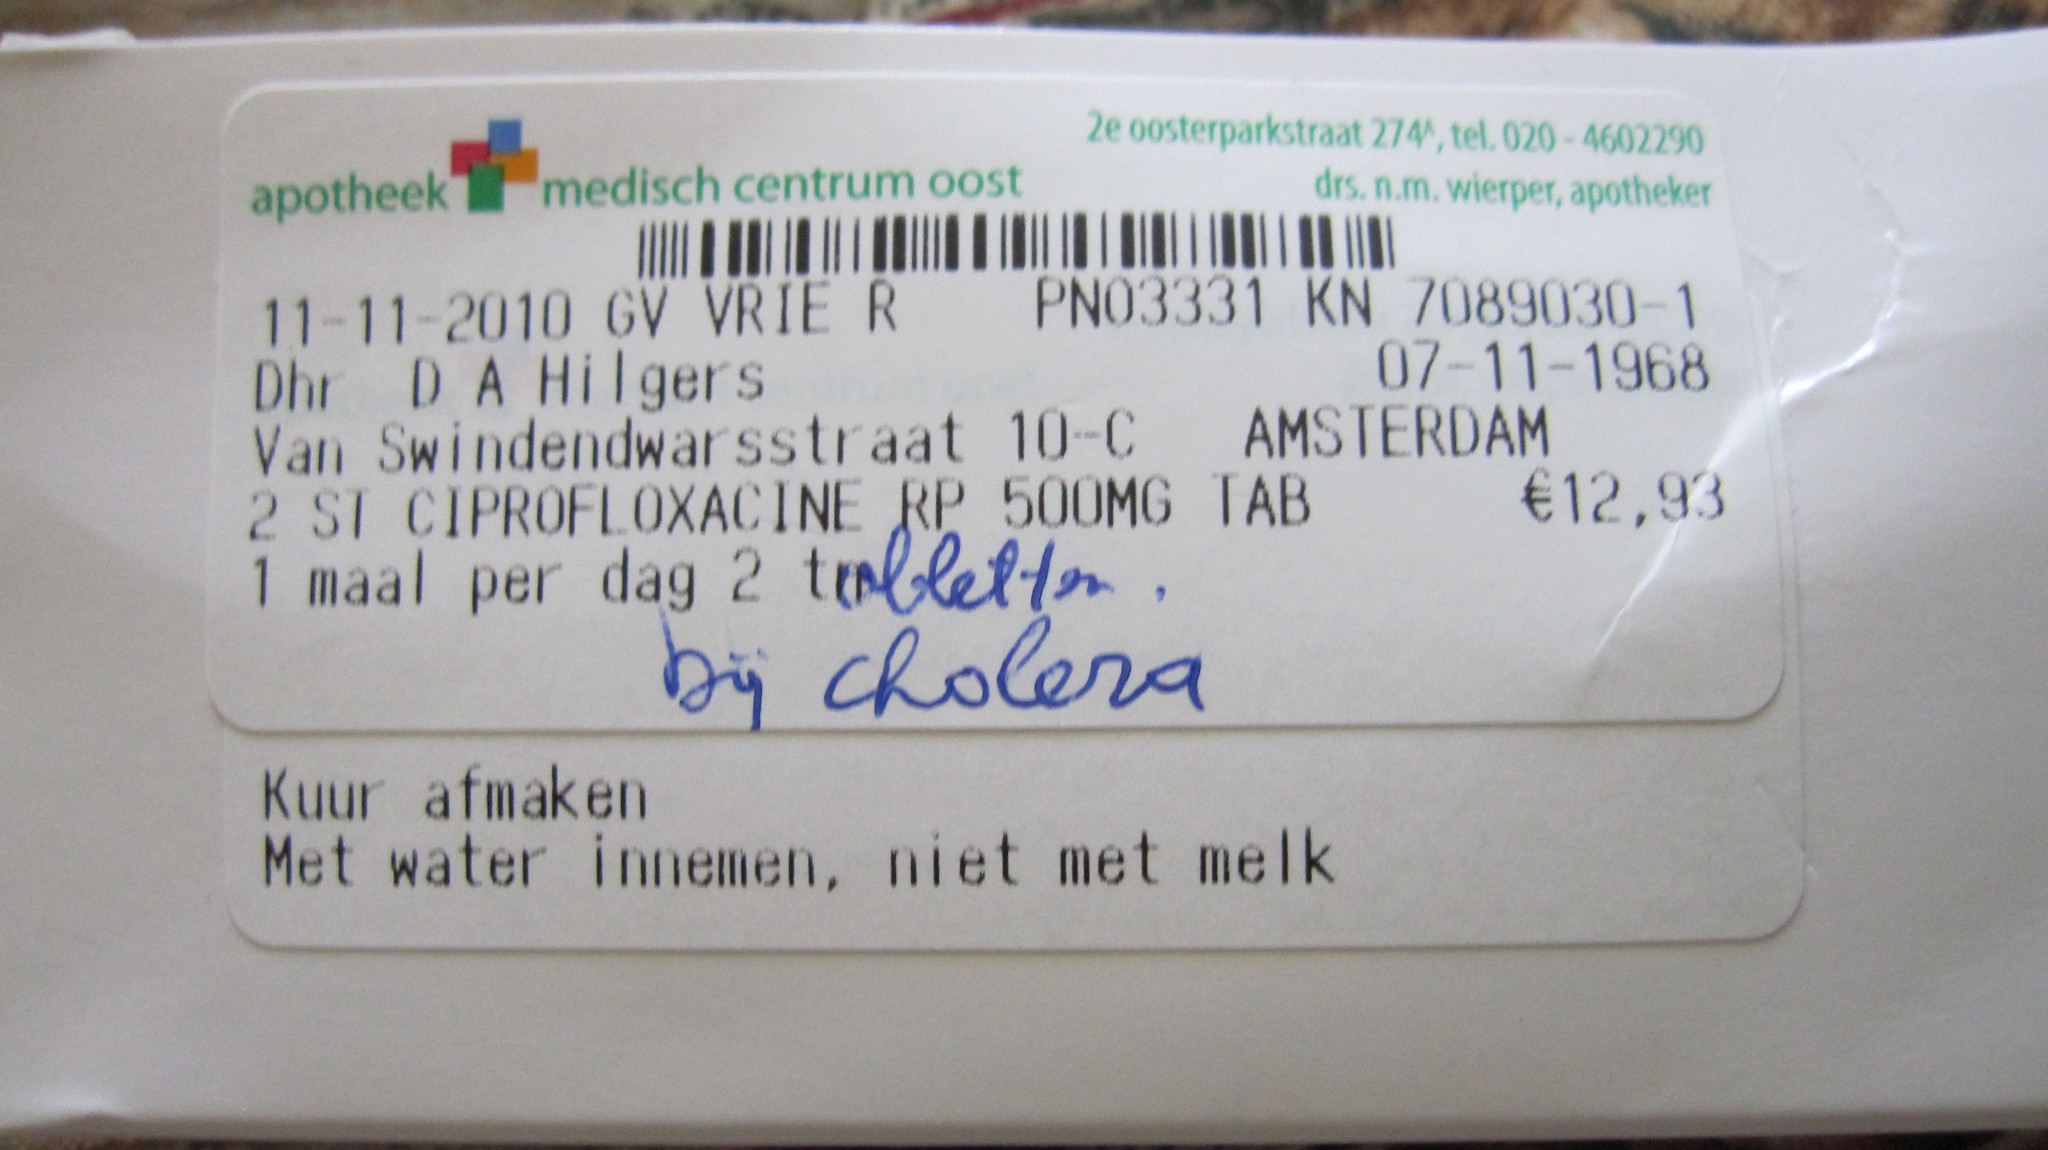 apotheek medisch centrum oost
2e oosterparkstraat 274A, tel. 020 - 4602290
drs. n.m. wierper, apotheker
11-11-2010 GV VRIE R PN03331 KN 7089030-1
Dhr D A Hilgers 07-11-1968
Van Swindendwarsstraat 10-C AMSTERDAM
2 ST CIPROFLOXACINE RP 500MG TAB €12,93
1 maal per dag 2 tabletten.
bij cholera
Kuur afmaken
Met water innemen, niet met melk